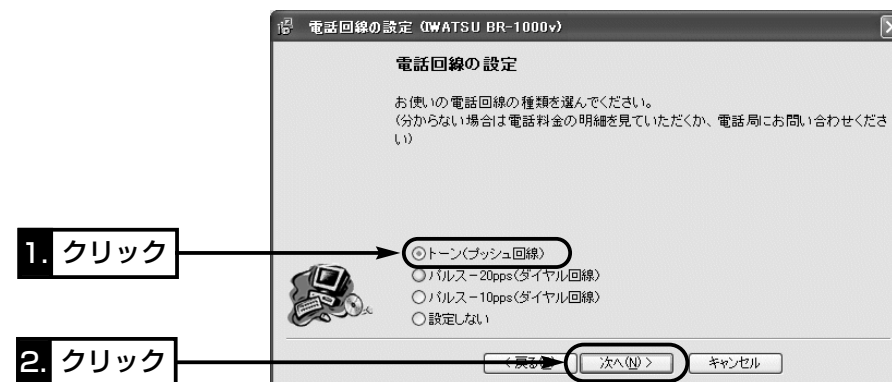 電話回線の設定 (IWATSU BR-1000v)
電話回線の設定
お使いの電話回線の種類を選んでください。
(分からない場合は電話料金の明細を見ていただくか、電話局にお問い合わせくださ
い)
1. クリック
トーン(プッシュ回線)
パルス-20pps(ダイヤル回線)
パルス-10pps(ダイヤル回線)
設定しない
2. クリック
< 戻る
次へ(N) >
キャンセル